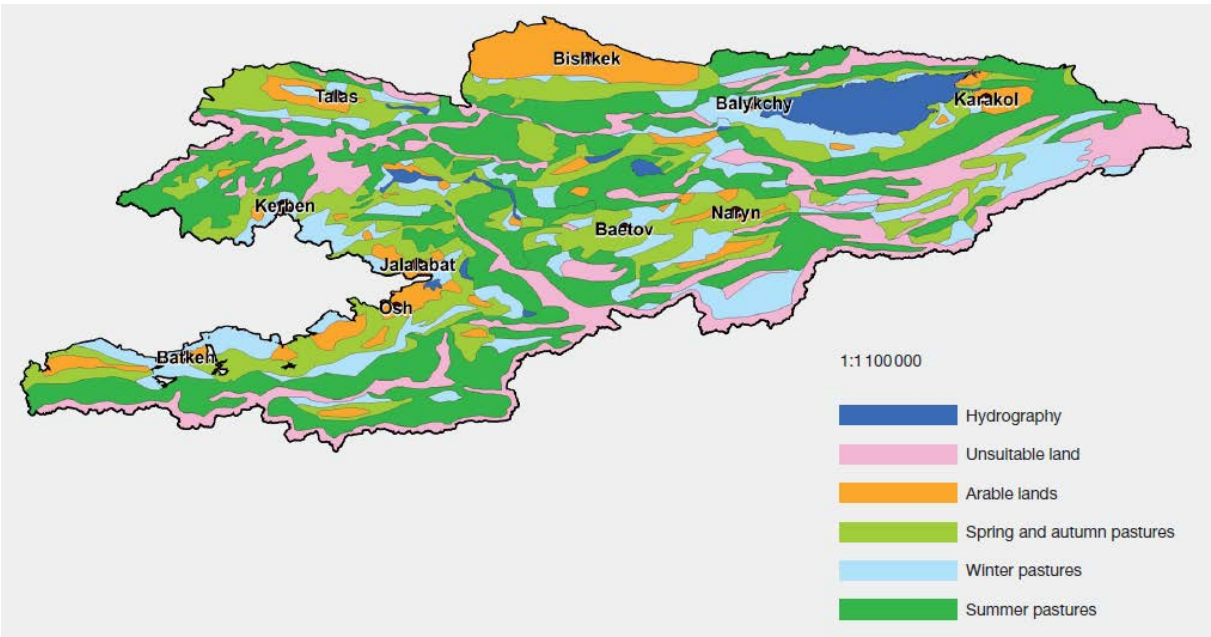 Bishkek
Talas
Balykchy
Karakol
Kerben
Naryn
Baetov
Jalalabat
Osh
Batken
1:1 100 000
Hydrography
Unsuitable land
Arable lands
Spring and autumn pastures
Winter pastures
Summer pastures